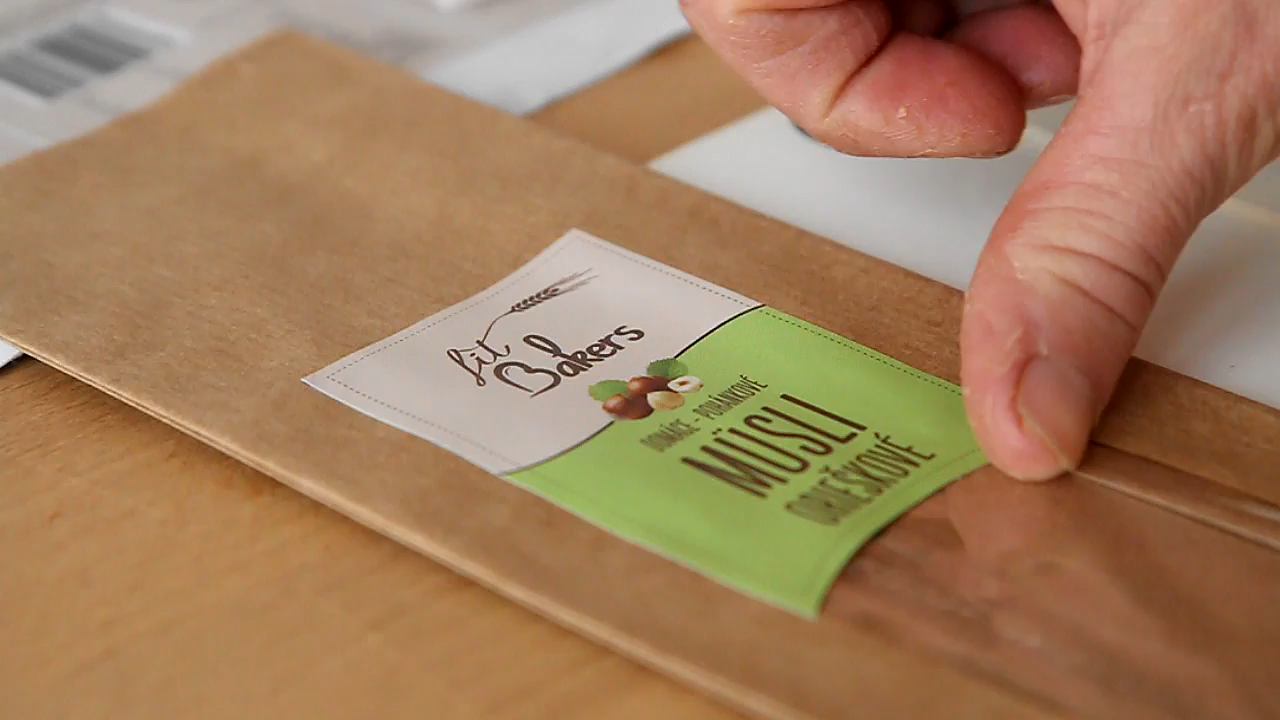 fit
Bakers
DOMÁCE - POHÁNKOVÉ
MÜSLI
ORIEŠKOVÉ